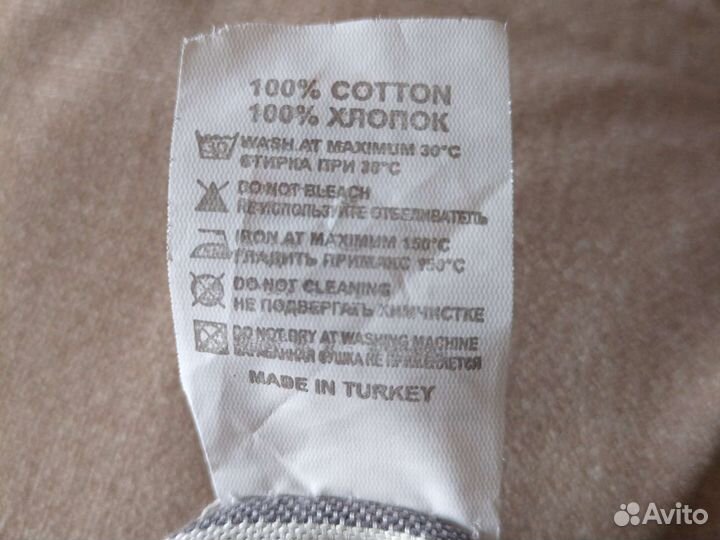 100% COTTON
100% ХЛОПОК
30 WASH AT MAXIMUM 30°C
СТИРКА ПРИ 30°C
DO NOT BLEACH
НЕ ИСПОЛЬЗУЙТЕ ОТБЕЛИВАТЕЛЬ
IRON AT MAXIMUM 150°C
ГЛАДИТЬ ПРИ МАКС 150°C
DO NOT CLEANING
НЕ ПОДВЕРГАТЬ ХИМЧИСТКЕ
DO NOT DRY AT WASHING MACHINE
СУШКА НЕ ПРИМЕНЯЕТСЯ
MADE IN TURKEY
Avito